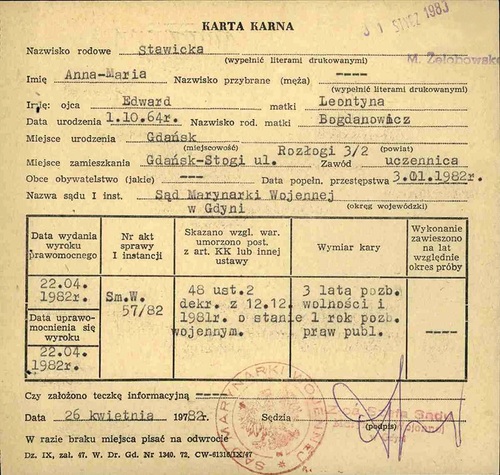 KARTA KARNA
31 STYCZ 1983
M. Żelobowska
Nazwisko rodowe Stawicka
(wypełnić literami drukowanymi)
Imię Anna-Maria Nazwisko przybrane (męża) ----
(wypełnić literami drukowanymi)
Imię: ojca Edward matki Leontyna
Data urodzenia 1.10.64r. Nazwisko rod. matki Bogdanowicz
Miejsce urodzenia Gdańsk
(miejscowość) Rozłogi 3/2 (powiat)
Miejsce zamieszkania Gdańsk-Stogi ul. Zawód uczennica
Obce obywatelstwo (jakie) --- Data popełn. przestępstwa 3.01.1982r.
Nazwa sądu I inst. Sąd Marynarki Wojennej
w Gdyni (okręg wojewódzki)
Data wydania wyroku prawomocnego
Nr akt sprawy I instancji
Skazano wzgl. war. umorzono post. z art. KK lub innej ustawy
Wymiar kary
Wykonanie zawieszono na lat względnie okres próby
22.04. 1982r.
Data uprawomocnienia się wyroku
22.04. 1982r.
Sm.W. 57/82
48 ust.2 dekr. z 12.12. 1981r. o stanie wojennym.
3 lata pozb. wolności i 1 rok pozb. praw publ.
----
Czy założono teczkę informacyjną ----
Data 26 kwietnia 1982r. Sędzia
(podpis)
W razie braku miejsca pisać na odwrocie
Dz. IX, zał. 47. W. Dr. Gd. Nr 1340. 72. CW-61316/IX/47